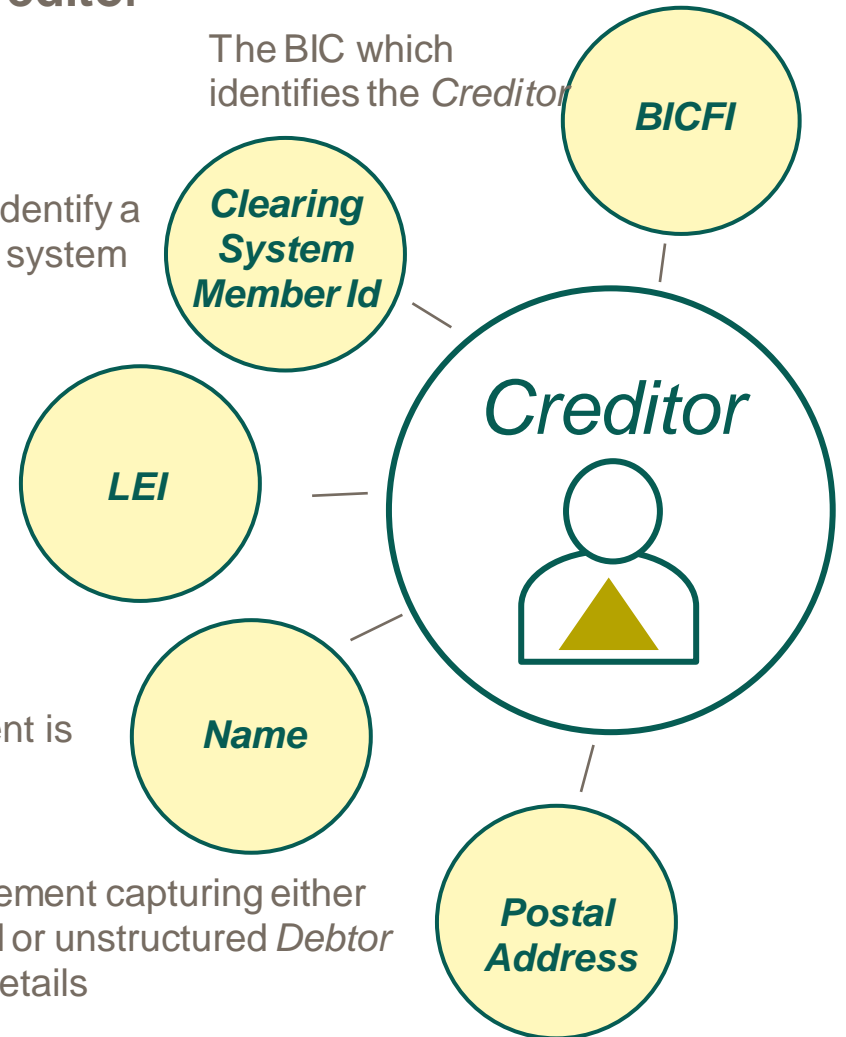 The BIC which
identifies the Creditor
BICFI
dentify a
system
Clearing
System
Member Id
Creditor
LEI
nt is
Name
ement capturing either
or unstructured Debtor
etails
Postal
Address